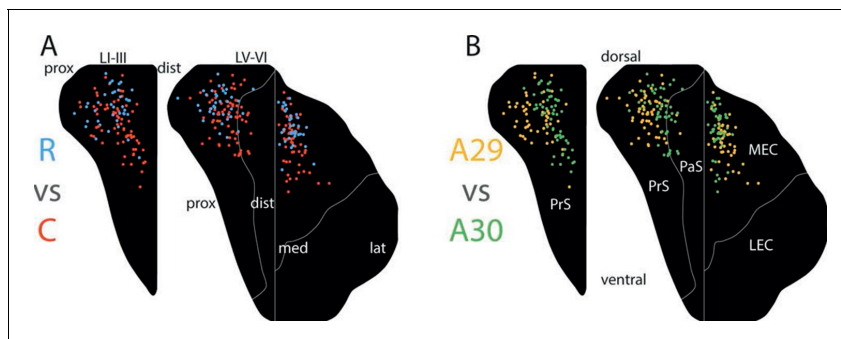 A
LI-III
prox
dist
LV-VI
R
vs
C
prox
dist
med
lat
B
dorsal
A29
vs
A30
PrS
PrS
PaS
MEC
LEC
ventral